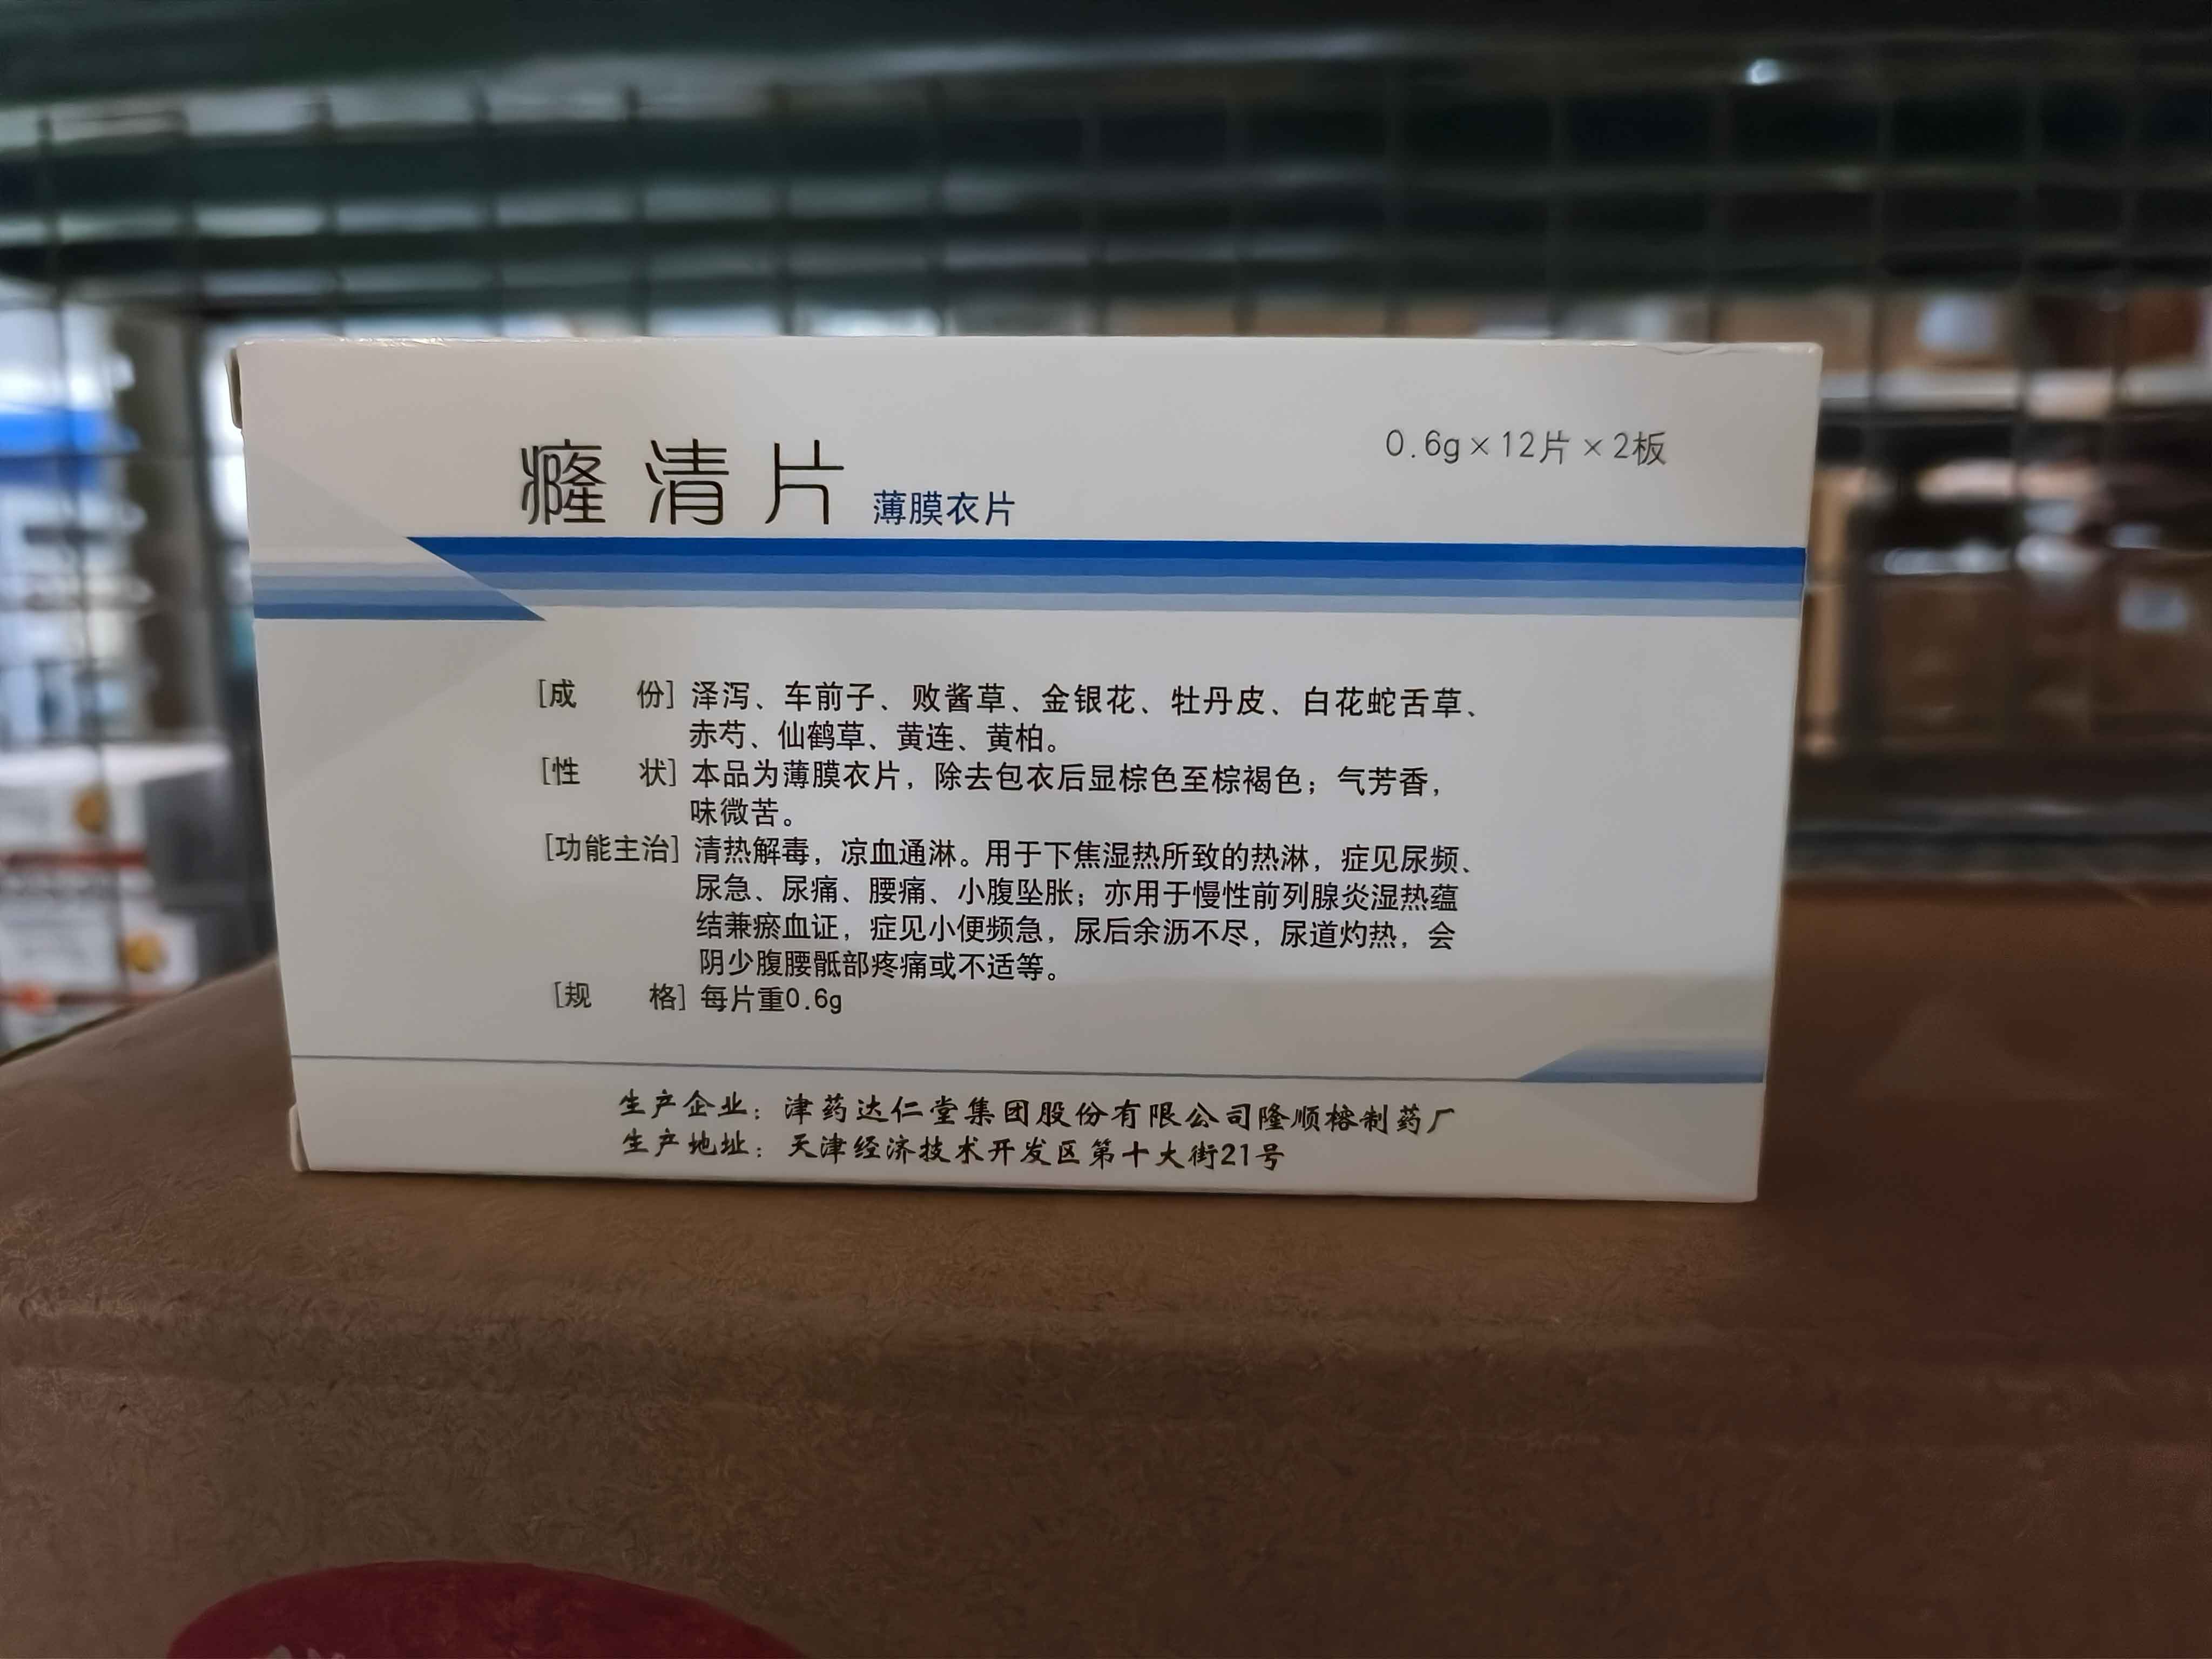 癃清片 薄膜衣片 0.6g×12片×2板
[成 份] 泽泻、车前子、败酱草、金银花、牡丹皮、白花蛇舌草、
赤芍、仙鹤草、黄连、黄柏。
[性 状] 本品为薄膜衣片，除去包衣后显棕色至棕褐色；气芳香，
味微苦。
[功能主治] 清热解毒，凉血通淋。用于下焦湿热所致的热淋，症见尿频、
尿急、尿痛、腰痛、小腹坠胀；亦用于慢性前列腺炎湿热蕴
结兼瘀血证，症见小便频急，尿后余沥不尽，尿道灼热，会
阴少腹腰骶部疼痛或不适等。
[规 格] 每片重0.6g
生产企业：津药达仁堂集团股份有限公司隆顺榕制药厂
生产地址：天津经济技术开发区第十大街21号